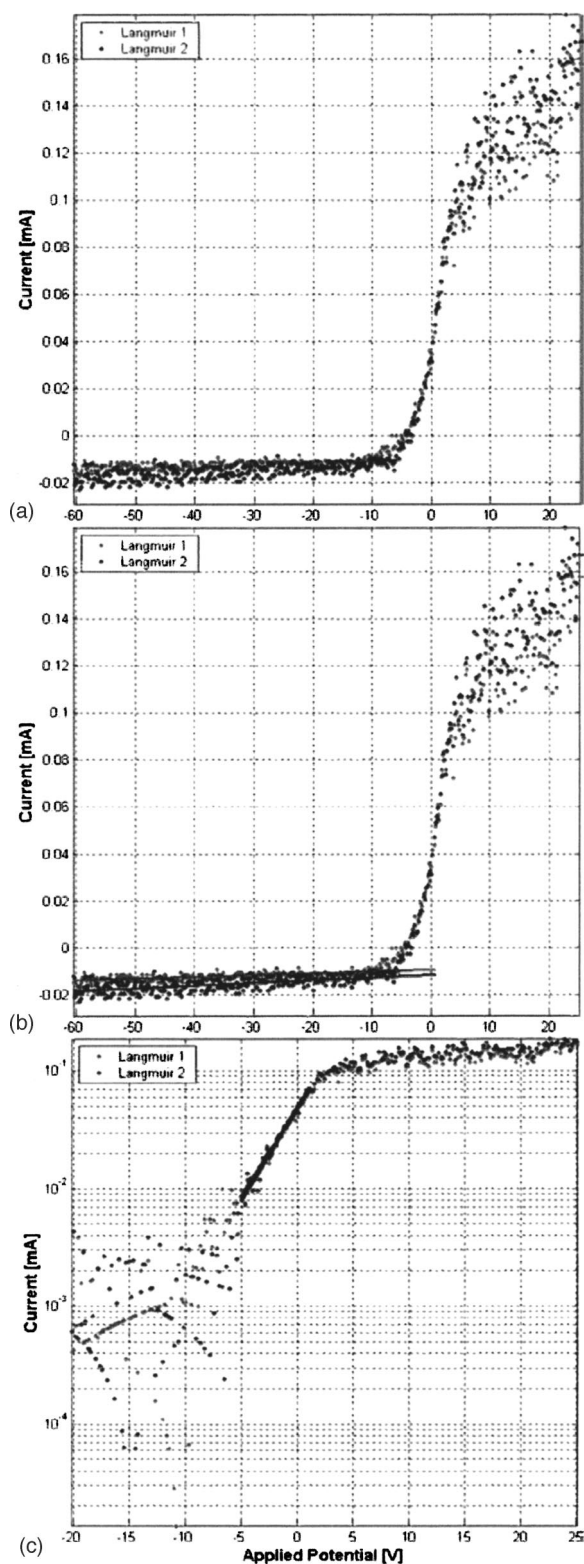 Langmuir 1
Langmuir 2
0.16
0.14
0.12
0.1
0.08
0.06
0.04
0.02
0
-0.02
Current [mA]
(a)
-60 -50 -40 -30 -20 -10 0 10 20
Langmuir 1
Langmuir 2
0.16
0.14
0.12
0.1
0.08
0.06
0.04
0.02
0
-0.02
Current [mA]
(b)
-60 -50 -40 -30 -20 -10 0 10 20
Langmuir 1
Langmuir 2
10-1
10-2
10-3
10-4
Current [mA]
(c)
-20 -15 -10 -5 0 5 10 15 20 25
Applied Potential [V]